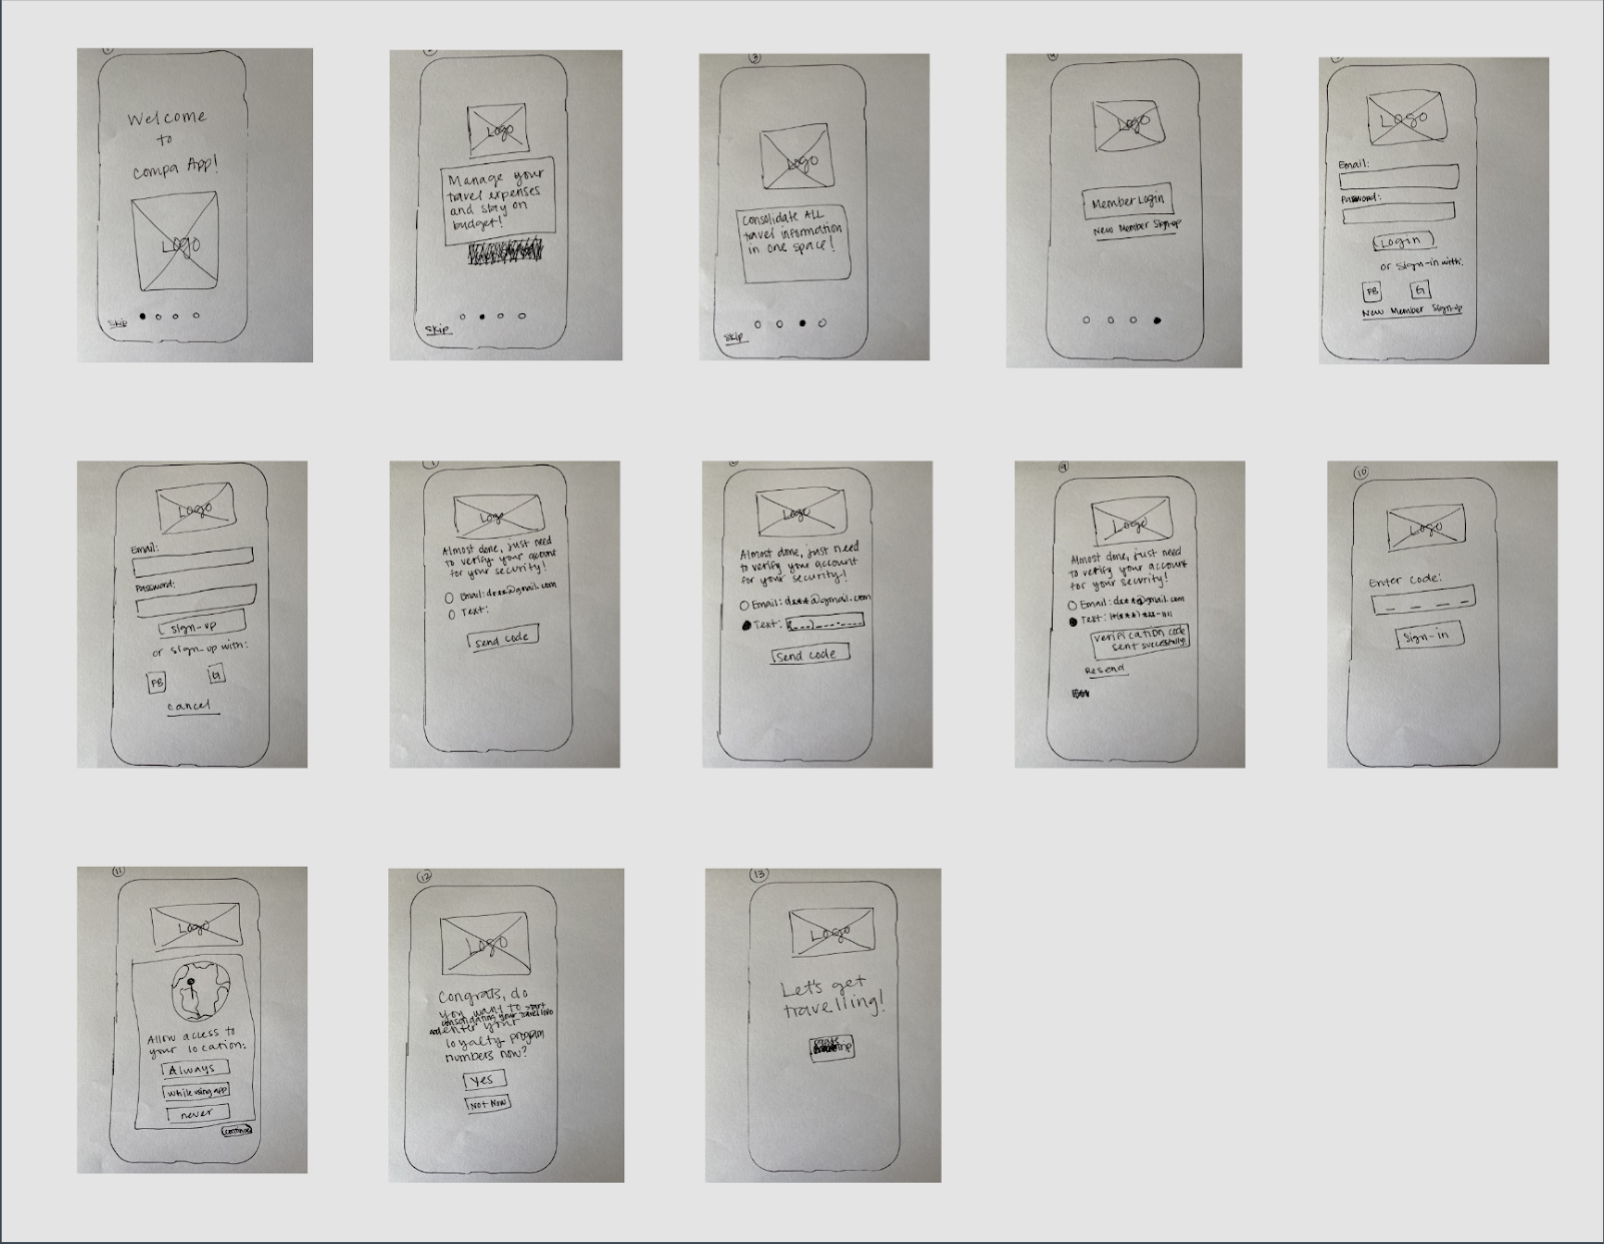 Welcome
to
Compa App!
Logo
Skip
2
Logo
Manage your
travel expenses
and stay on
budget!
Skip
3
Logo
Consolidate ALL
travel information
in one space!
Skip
4
Logo
Member Login
New Member Sign-up
Logo
Email:
Password:
Login
or sign-in with:
FB
G
New Member Sign-up
Logo
Email:
Password:
Sign-up
or sign-up with:
FB
G
Cancel
Logo
Almost done, just need
to verify your account
for your security!
Email: de***@gmail.com
Text:
Send code
Logo
Almost done, just need
to verify your account
for your security!
Email: de***@gmail.com
Text:
Send code
9
Logo
Almost done, just need
to verify your account
for your security!
Email: de***@gmail.com
Text:
verification code
sent successfully!
Resend
10
Logo
Enter Code:
Sign-in
11
Logo
Allow access to
your location:
Always
While using app
never
continue
12
Logo
Congrats, do
you want to start
consolidating your travel info
and enter your
loyalty program
numbers now?
Yes
Not Now
13
Logo
Let's get
travelling!